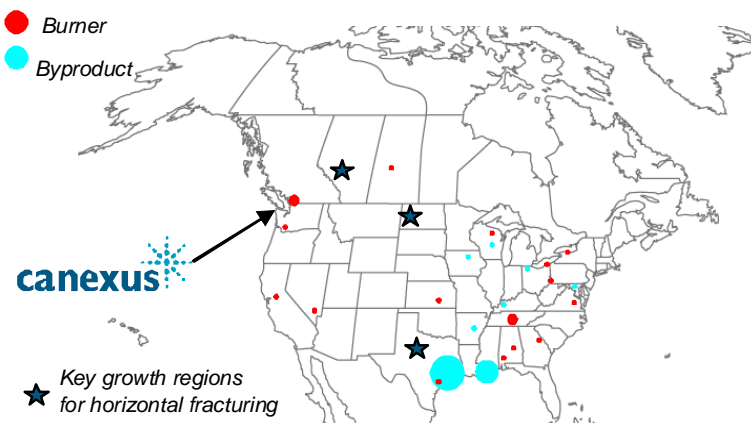 Burner
Byproduct
canexus
Key growth regions
for horizontal fracturing